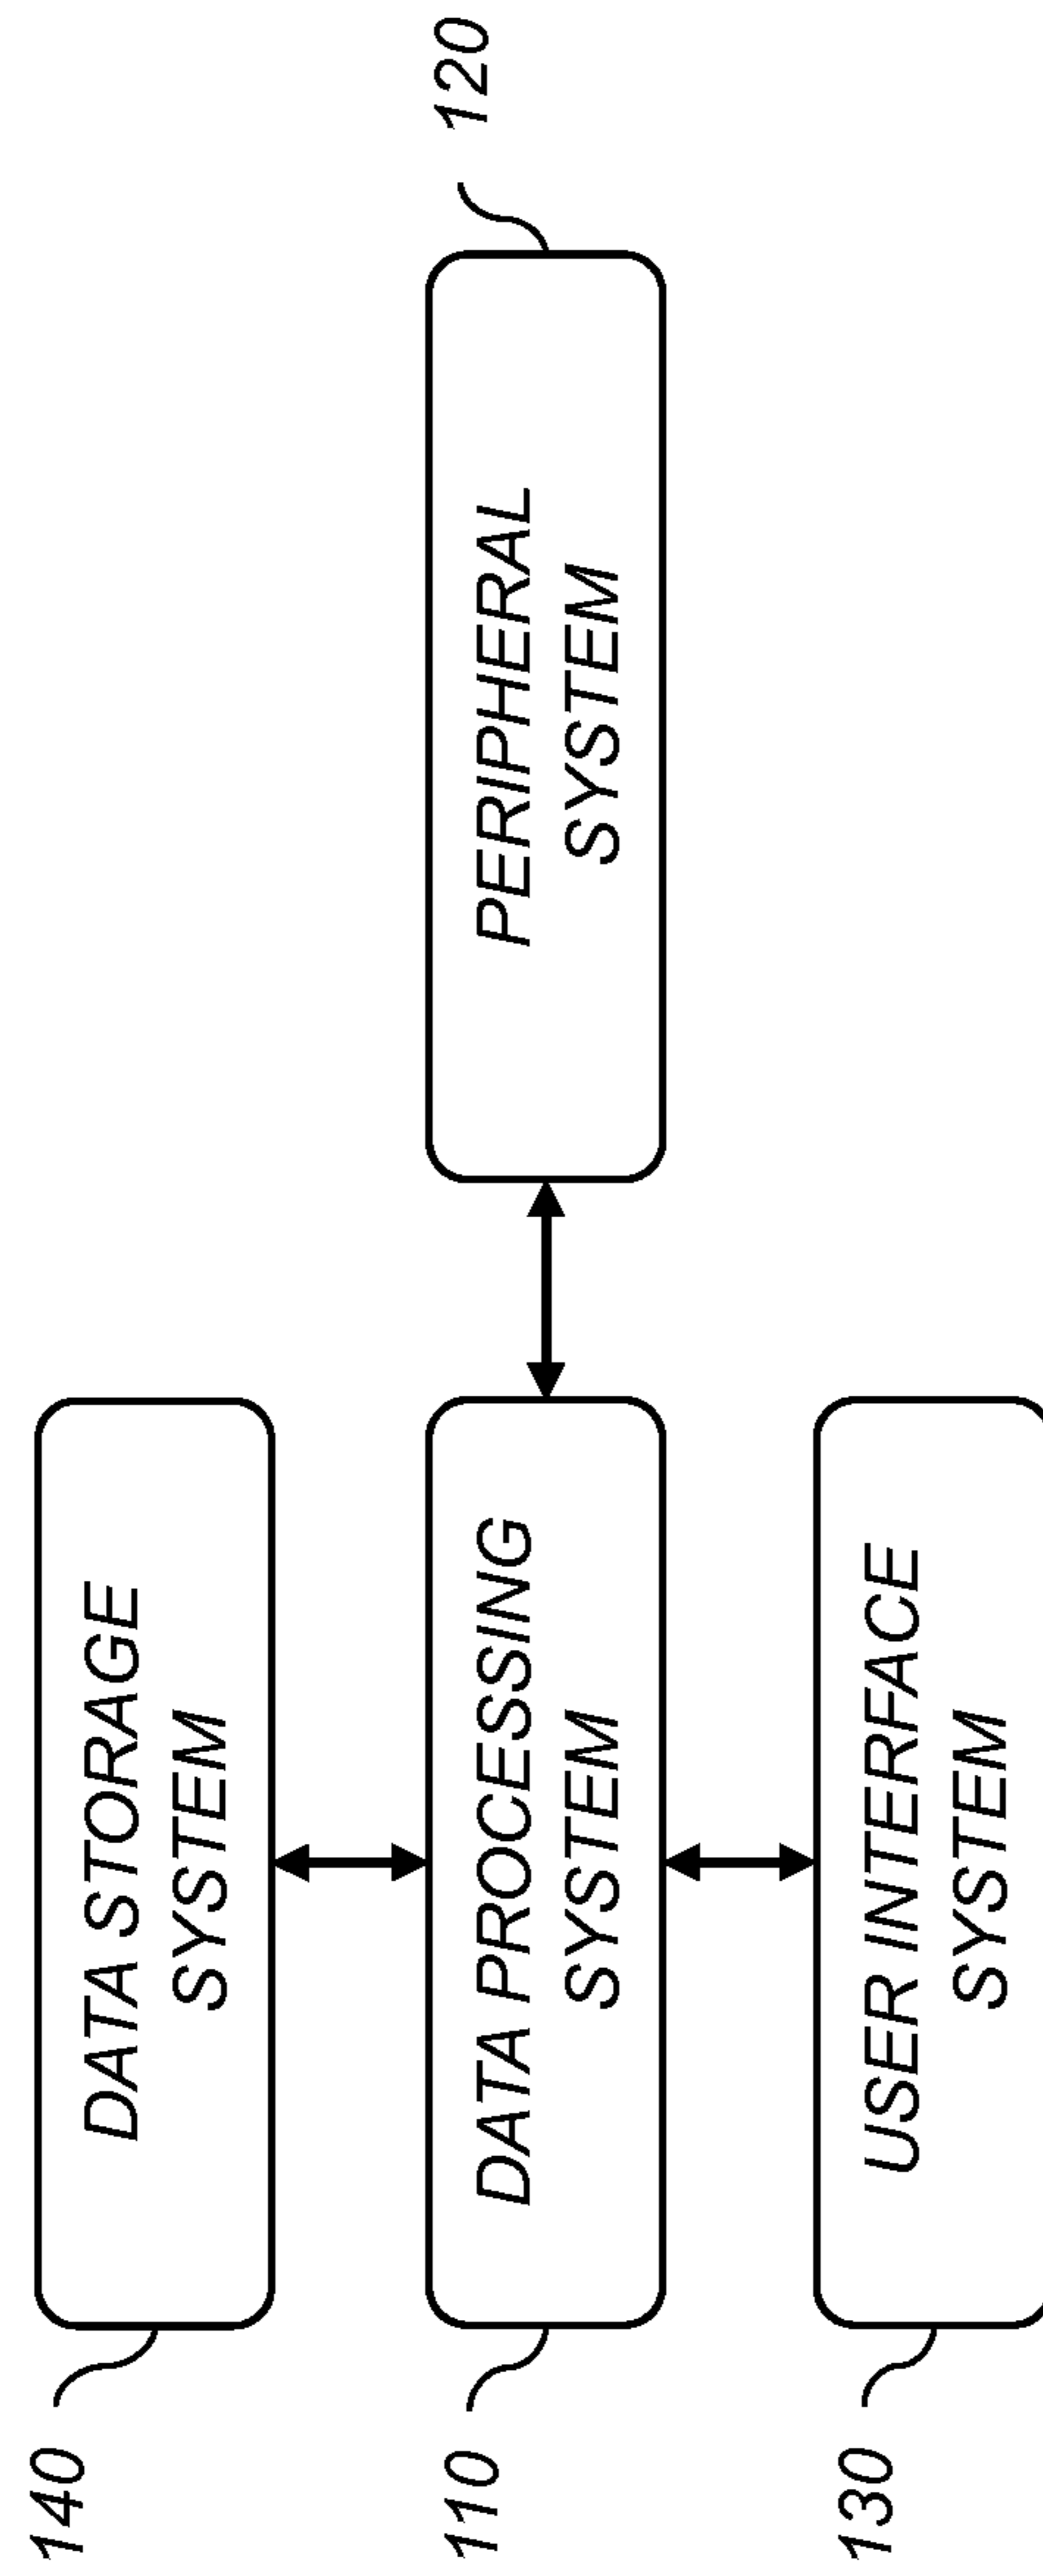 140
DATA STORAGE
SYSTEM
110
DATA PROCESSING
SYSTEM
PERIPHERAL
SYSTEM
120
130
USER INTERFACE
SYSTEM